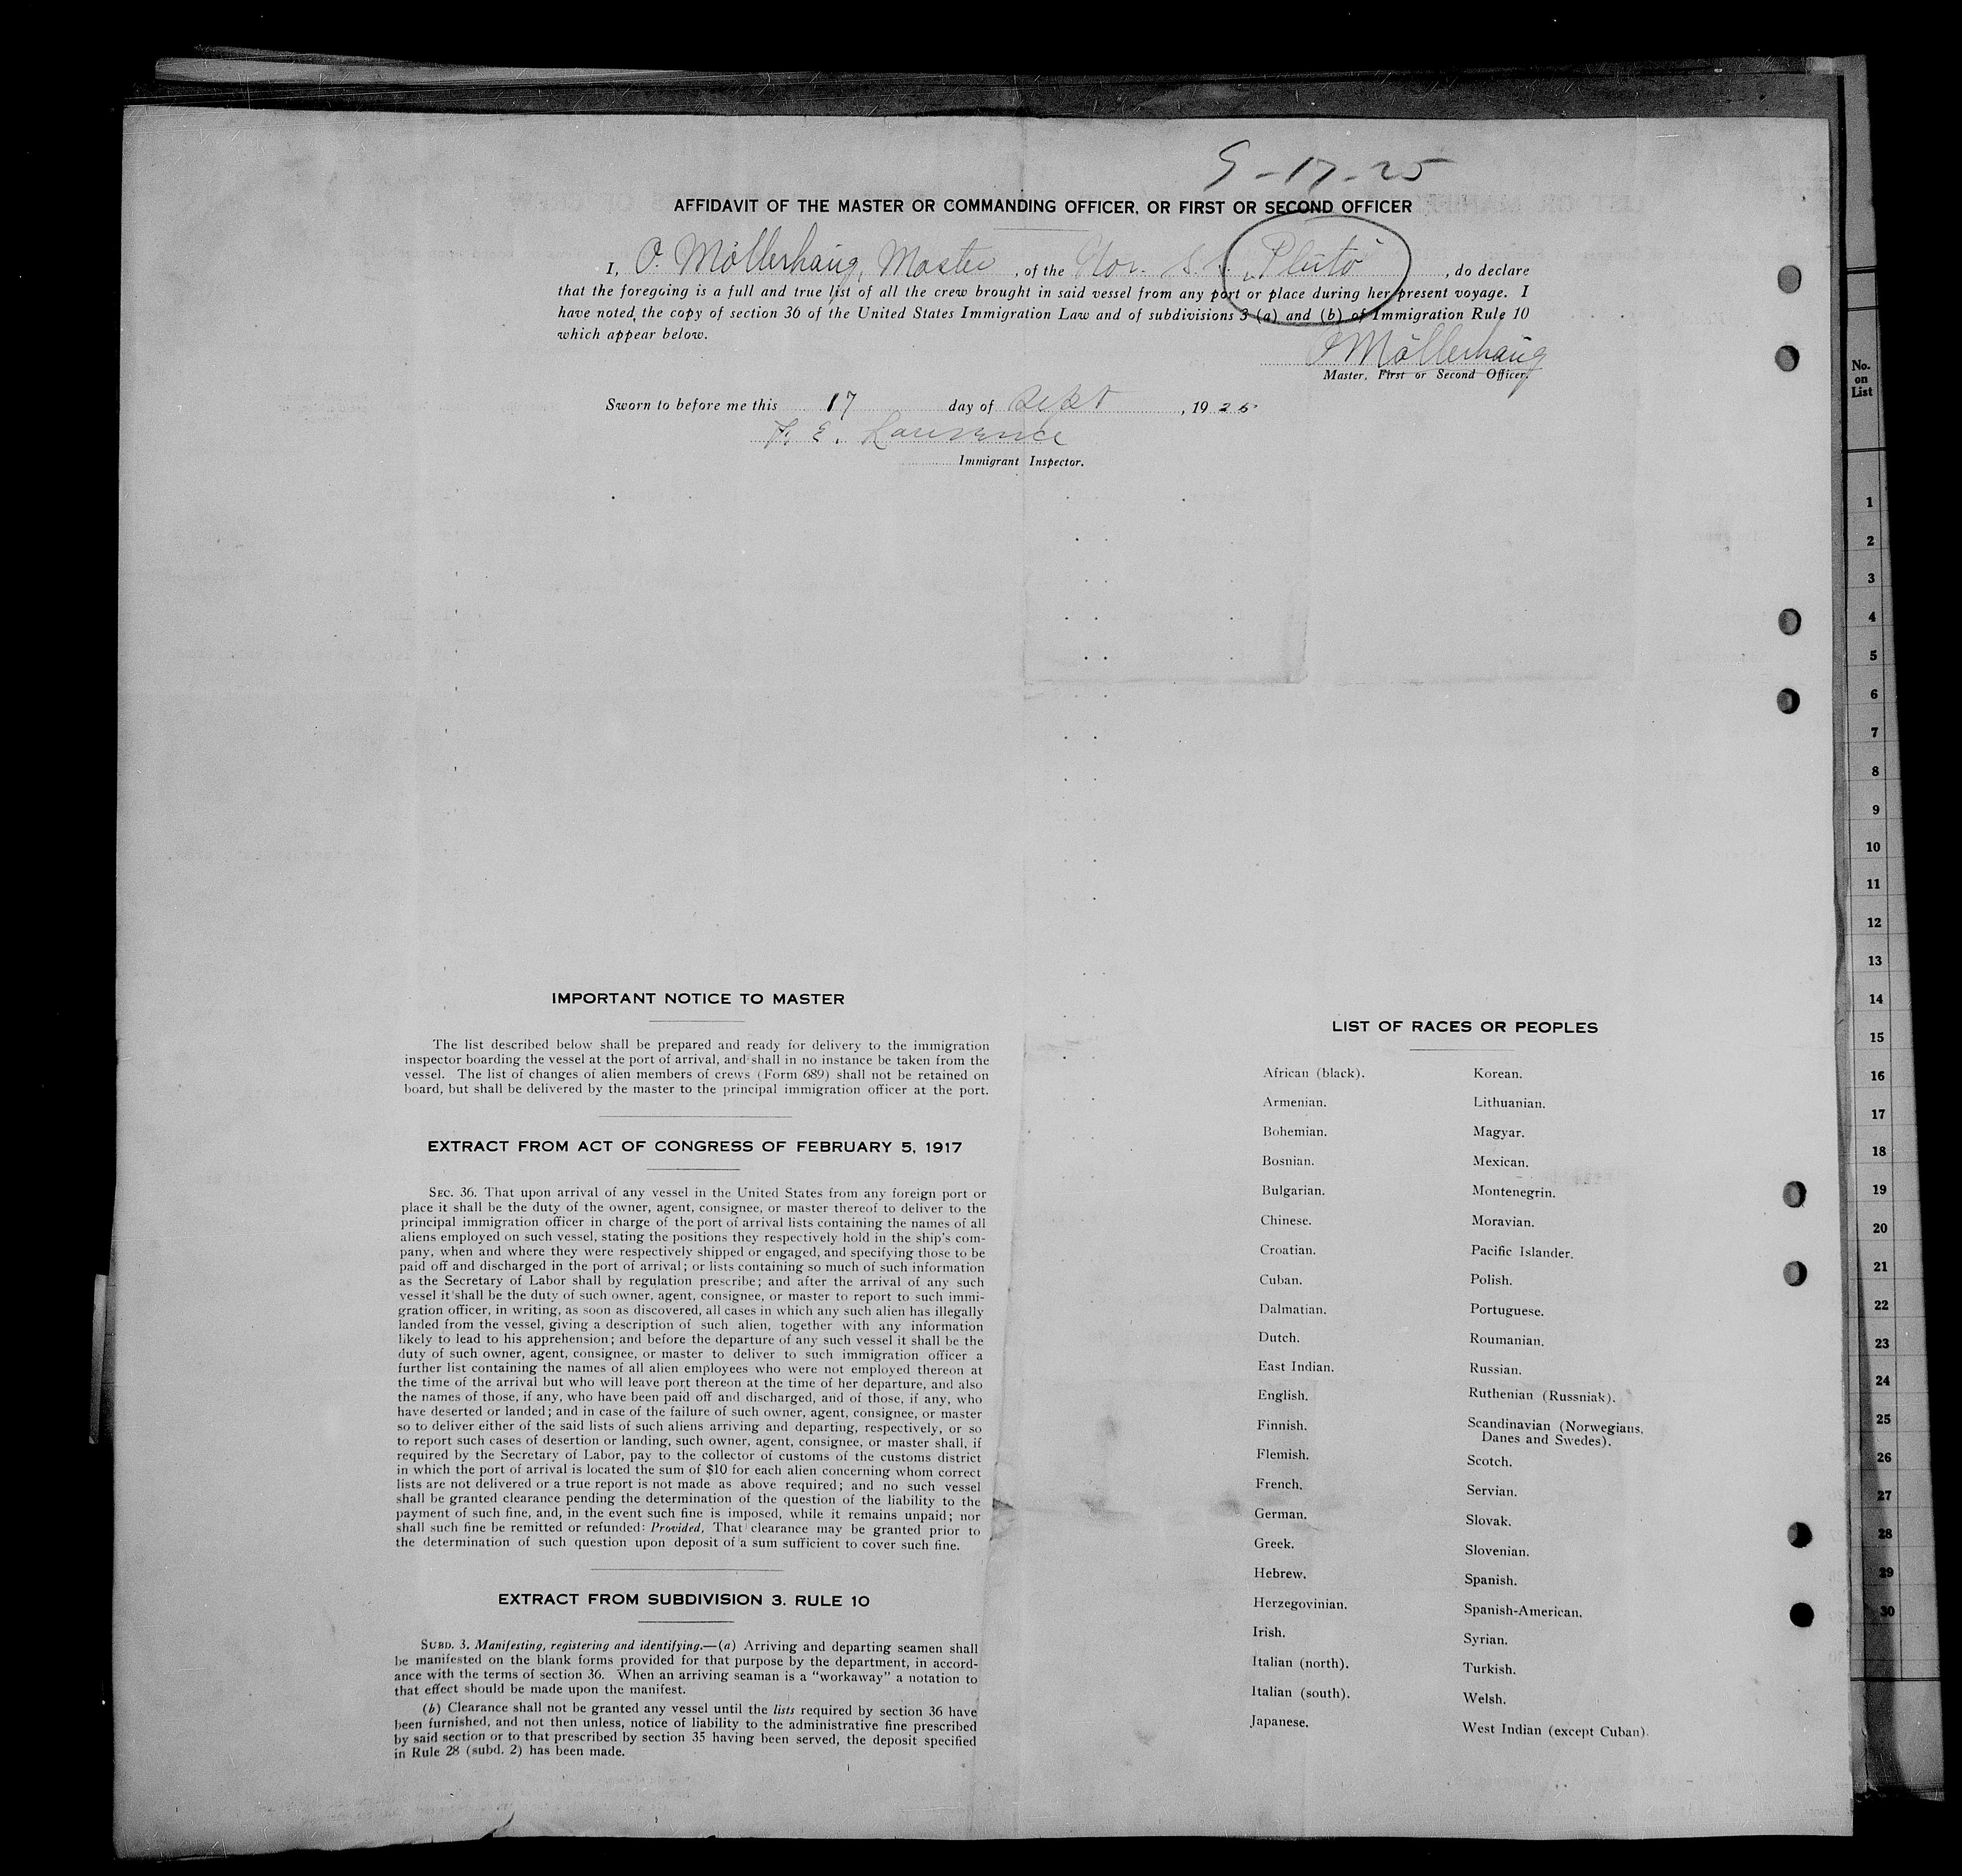 9-17-25
AFFIDAVIT OF THE MASTER OR COMMANDING OFFICER, OR FIRST OR SECOND OFFICER
I, O. Möllerhaug, Master, of the Nor. S.S. „Pluto", do declare
that the foregoing is a full and true list of all the crew brought in said vessel from any port or place during her present voyage. I
have noted the copy of section 36 of the United States Immigration Law and of subdivisions 3 (a) and (b) of Immigration Rule 10
which appear below.
O Möllerhaug
Master, First or Second Officer.
Sworn to before me this 17 day of Sept, 1925
F. E. Lawrence
Immigrant Inspector.
IMPORTANT NOTICE TO MASTER
The list described below shall be prepared and ready for delivery to the immigration
inspector boarding the vessel at the port of arrival, and shall in no instance be taken from the
vessel. The list of changes of alien members of crews (Form 689) shall not be retained on
board, but shall be delivered by the master to the principal immigration officer at the port.
EXTRACT FROM ACT OF CONGRESS OF FEBRUARY 5, 1917
SEC. 36. That upon arrival of any vessel in the United States from any foreign port or
place it shall be the duty of the owner, agent, consignee, or master thereof to deliver to the
principal immigration officer in charge of the port of arrival lists containing the names of all
aliens employed on such vessel, stating the positions they respectively hold in the ship's com-
pany, when and where they were respectively shipped or engaged, and specifying those to be
paid off and discharged in the port of arrival; or lists containing so much of such information
as the Secretary of Labor shall by regulation prescribe; and after the arrival of any such
vessel it shall be the duty of such owner, agent, consignee, or master to report to such immi-
gration officer, in writing, as soon as discovered, all cases in which any such alien has illegally
landed from the vessel, giving a description of such alien, together with any information
likely to lead to his apprehension; and before the departure of any such vessel it shall be the
duty of such owner, agent, consignee, or master to deliver to such immigration officer a
further list containing the names of all alien employees who were not employed thereon at
the time of the arrival but who will leave port thereon at the time of her departure, and also
the names of those, if any, who have been paid off and discharged, and of those, if any, who
have deserted or landed; and in case of the failure of such owner, agent, consignee, or master
so to deliver either of the said lists of such aliens arriving and departing, respectively, or so
to report such cases of desertion or landing, such owner, agent, consignee, or master shall, if
required by the Secretary of Labor, pay to the collector of customs of the customs district
in which the port of arrival is located the sum of $10 for each alien concerning whom correct
lists are not delivered or a true report is not made as above required; and no such vessel
shall be granted clearance pending the determination of the question of the liability to the
payment of such fine, and, in the event such fine is imposed, while it remains unpaid; nor
shall such fine be remitted or refunded: Provided, That clearance may be granted prior to
the determination of such question upon deposit of a sum sufficient to cover such fine.
EXTRACT FROM SUBDIVISION 3. RULE 10
SUBD. 3. Manifesting, registering and identifying.—(a) Arriving and departing seamen shall
be manifested on the blank forms provided for that purpose by the department, in accord-
ance with the terms of section 36. When an arriving seaman is a "workaway" a notation to
that effect should be made upon the manifest.
(b) Clearance shall not be granted any vessel until the lists required by section 36 have
been furnished, and not then unless, notice of liability to the administrative fine prescribed
by said section or to that prescribed by section 35 having been served, the deposit specified
in Rule 28 (subd. 2) has been made.
LIST OF RACES OR PEOPLES
African (black).
Armenian.
Bohemian.
Bosnian.
Bulgarian.
Chinese.
Croatian.
Cuban.
Dalmatian.
Dutch.
East Indian.
English.
Finnish.
Flemish.
French.
German.
Greek.
Hebrew.
Herzegovinian.
Irish.
Italian (north).
Italian (south).
Japanese.
Korean.
Lithuanian.
Magyar.
Mexican.
Montenegrin.
Moravian.
Pacific Islander.
Polish.
Portuguese.
Roumanian.
Russian.
Ruthenian (Russniak).
Scandinavian (Norwegians,
Danes and Swedes).
Scotch.
Servian.
Slovak.
Slovenian.
Spanish.
Spanish-American.
Syrian.
Turkish.
Welsh.
West Indian (except Cuban).
No.
on
List
1
2
3
4
5
6
7
8
9
10
11
12
13
14
15
16
17
18
19
20
21
22
23
24
25
26
27
28
29
30